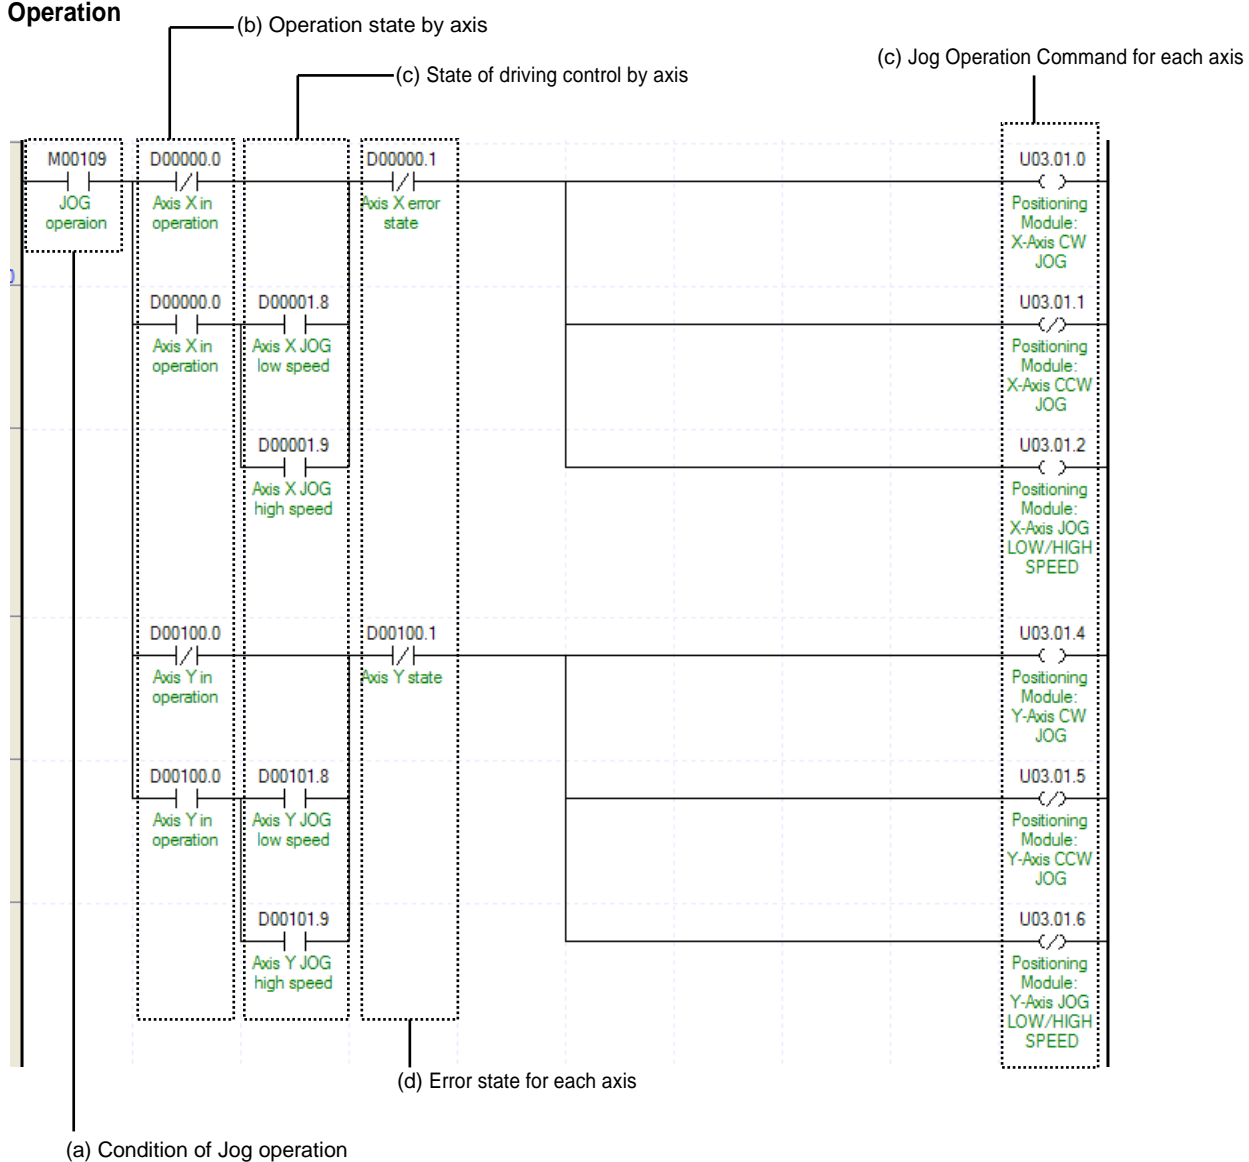 Operation
(b) Operation state by axis
(c) State of driving control by axis
(c) Jog Operation Command for each axis
M00109
JOG
operaion
D00000.0
Axis X in
operation
D00000.1
Axis X error
state
U03.01.0
Positioning
Module:
X-Axis CW
JOG
D00000.0
Axis X in
operation
D00001.8
Axis X JOG
low speed
U03.01.1
Positioning
Module:
X-Axis CCW
JOG
D00001.9
Axis X JOG
high speed
U03.01.2
Positioning
Module:
X-Axis JOG
LOW/HIGH
SPEED
D00100.0
Axis Y in
operation
D00100.1
Axis Y state
U03.01.4
Positioning
Module:
Y-Axis CW
JOG
D00100.0
Axis Y in
operation
D00101.8
Axis Y JOG
low speed
U03.01.5
Positioning
Module:
Y-Axis CCW
JOG
D00101.9
Axis Y JOG
high speed
U03.01.6
Positioning
Module:
Y-Axis JOG
LOW/HIGH
SPEED
(d) Error state for each axis
(a) Condition of Jog operation